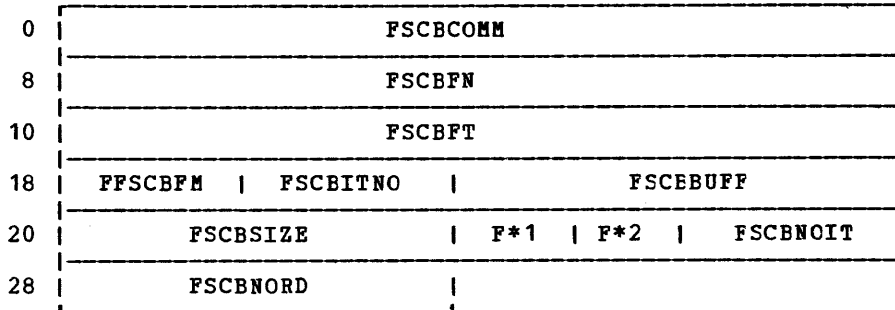 0 | FSCBCOMM
8 | FSCBFN
10 | FSCBFT
18 | FFSCBFM | FSCBITNO | FSCBBUFF
20 | FSCBSIZE | F*1 | F*2 | FSCBNOIT
28 | FSCBNORD |